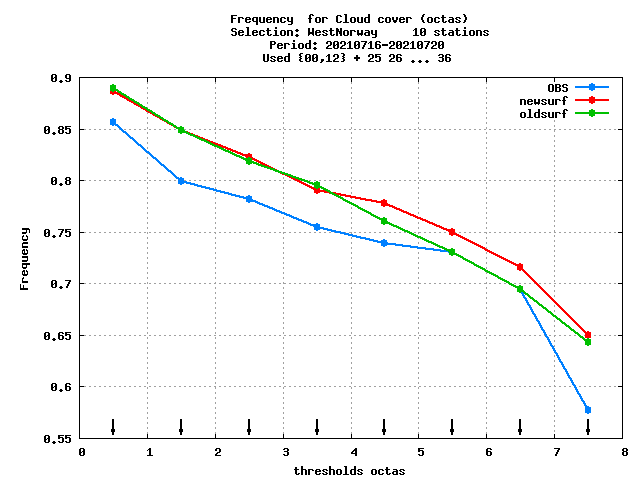 Frequency  for Cloud cover (octas)
Selection: WestNorway     10 stations
Period: 20210716-20210720
Used {00,12} + 25 26 ... 36
OBS
newsurf
oldsurf
Frequency
0.9
0.85
0.8
0.75
0.7
0.65
0.6
0.55
0 1 2 3 4 5 6 7 8
thresholds octas